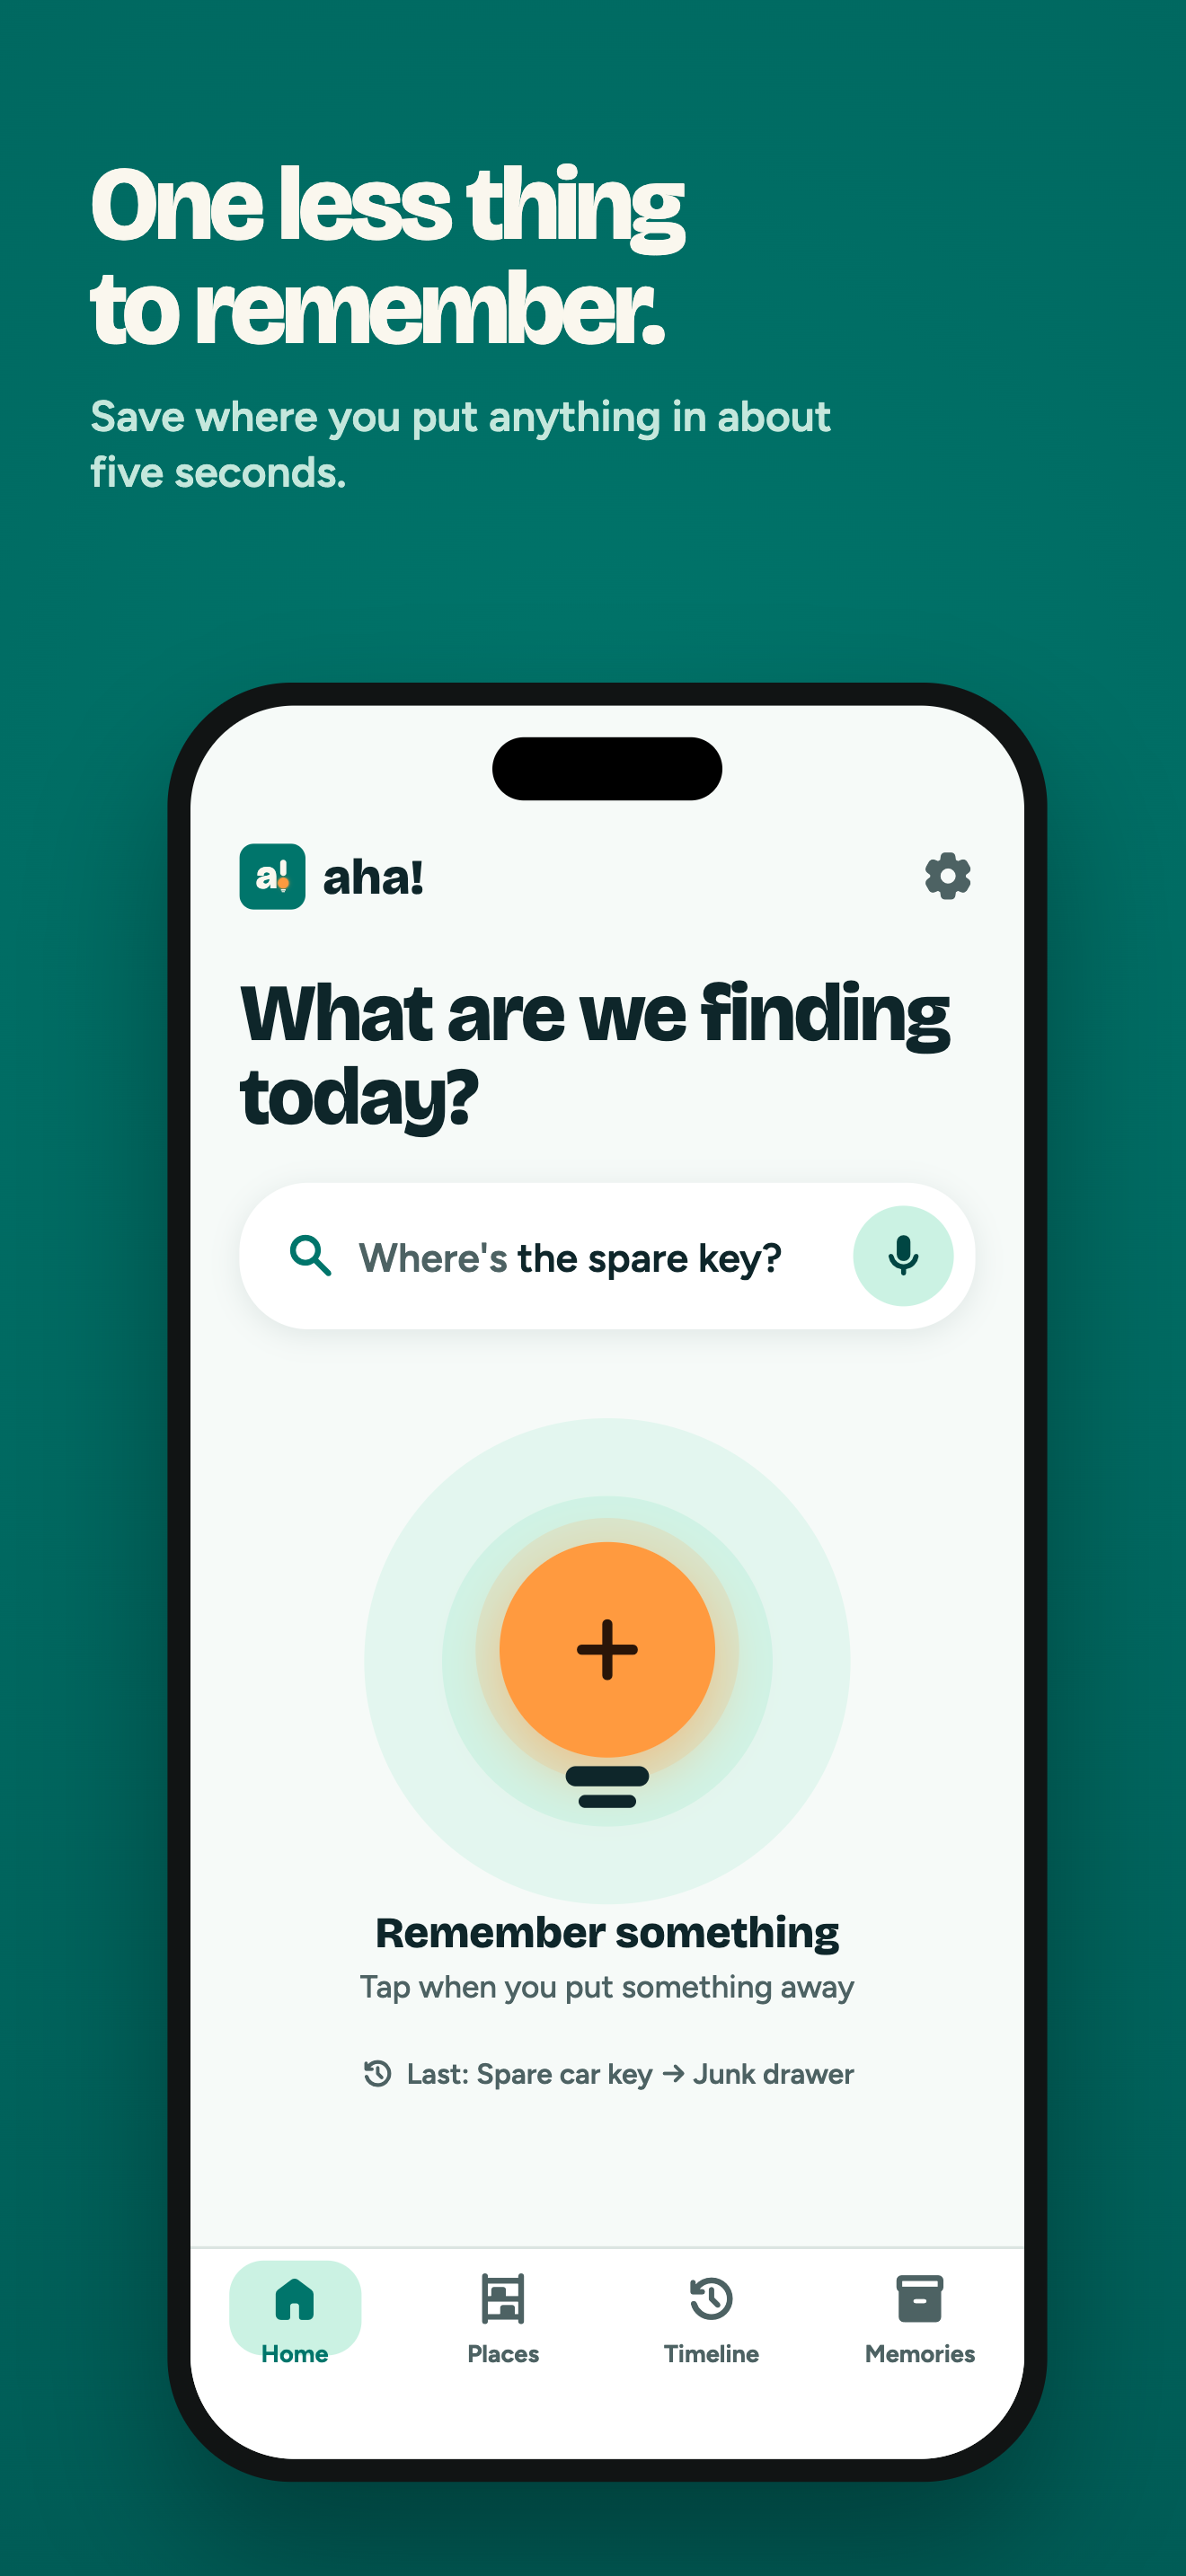 One less thing
to remember.
Save where you put anything in about
five seconds.
a!
aha!
What are we finding
today?
Where's the spare key?
Remember something
Tap when you put something away
Last: Spare car key → Junk drawer
Home
Places
Timeline
Memories